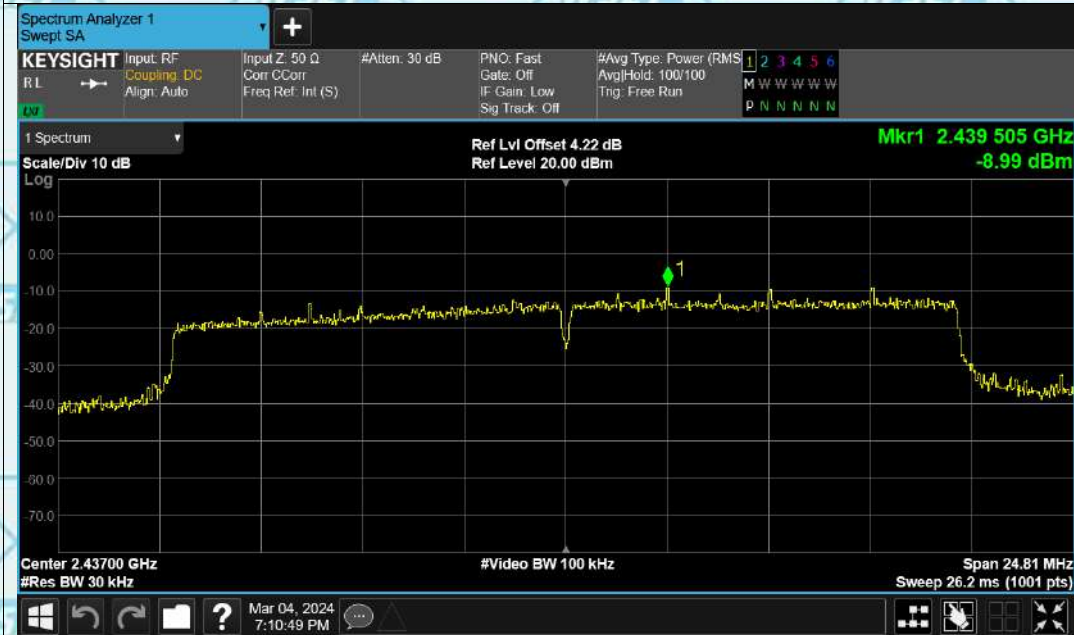 Spectrum Analyzer 1
Swept SA
+
KEYSIGHT
RL
LXI
Input: RF
Coupling: DC
Align: Auto
Input Z: 50 Ω
Corr CCorr
Freq Ref: Int (S)
#Atten: 30 dB
PNO: Fast
Gate: Off
IF Gain: Low
Sig Track: Off
#Avg Type: Power (RMS
Avg|Hold: 100/100
Trig: Free Run
1 2 3 4 5 6
M W W W W W
P N N N N N
1 Spectrum
Scale/Div 10 dB
Log
Ref Lvl Offset 4.22 dB
Ref Level 20.00 dBm
Mkr1 2.439 505 GHz
-8.99 dBm
1
10.0
0.00
-10.0
-20.0
-30.0
-40.0
-50.0
-60.0
-70.0
Center 2.43700 GHz
#Res BW 30 kHz
#Video BW 100 kHz
Span 24.81 MHz
Sweep 26.2 ms (1001 pts)
?
Mar 04, 2024
7:10:49 PM